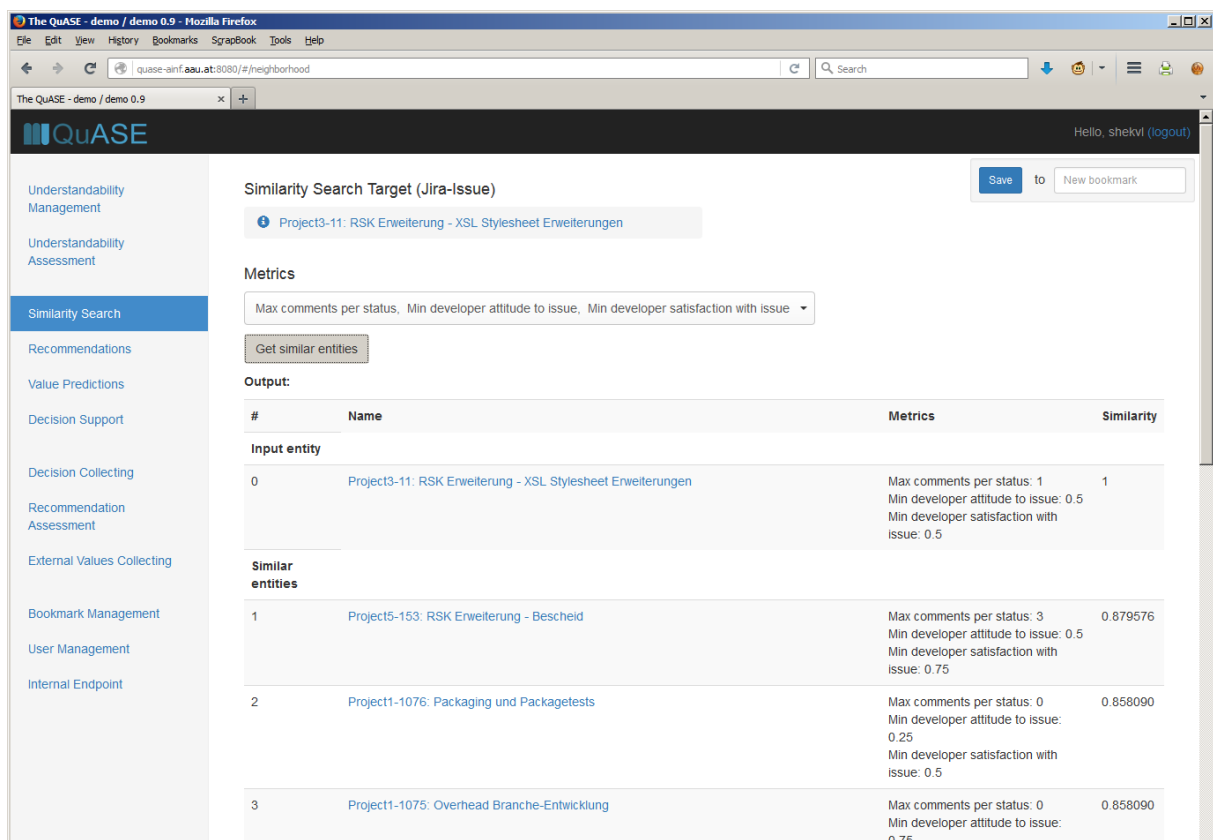 The QuASE - demo / demo 0.9 - Mozilla Firefox
File Edit View History Bookmarks ScrapBook Tools Help
quase-ainf.aau.at:8080/#/neighborhood
Search
The QuASE - demo / demo 0.9
QuASE
Hello, shekvl (logout)
Save to New bookmark
Understandability
Management
Understandability
Assessment
Similarity Search
Recommendations
Value Predictions
Decision Support
Decision Collecting
Recommendation
Assessment
External Values Collecting
Bookmark Management
User Management
Internal Endpoint
Similarity Search Target (Jira-Issue)
Project3-11: RSK Erweiterung - XSL Stylesheet Erweiterungen
Metrics
Max comments per status, Min developer attitude to issue, Min developer satisfaction with issue
Get similar entities
Output:
# Name Metrics Similarity
Input entity
0 Project3-11: RSK Erweiterung - XSL Stylesheet Erweiterungen Max comments per status: 1 1
Min developer attitude to issue: 0.5
Min developer satisfaction with
issue: 0.5
Similar
entities
1 Project5-153: RSK Erweiterung - Bescheid Max comments per status: 3 0.879576
Min developer attitude to issue: 0.5
Min developer satisfaction with
issue: 0.75
2 Project1-1076: Packaging und Packagetests Max comments per status: 0 0.858090
Min developer attitude to issue:
0.25
Min developer satisfaction with
issue: 0.5
3 Project1-1075: Overhead Branche-Entwicklung Max comments per status: 0 0.858090
Min developer attitude to issue:
0.75